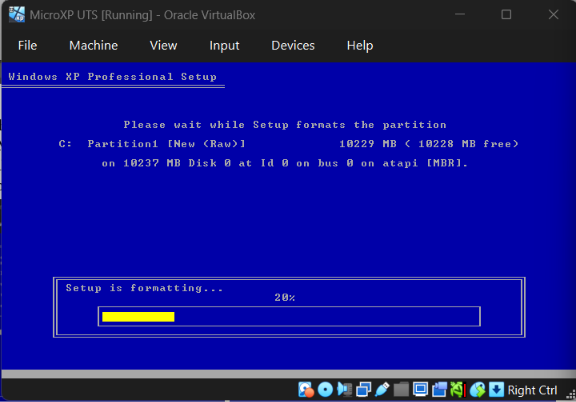 MicroXP UTS [Running] - Oracle VirtualBox
File Machine View Input Devices Help
Windows XP Professional Setup
Please wait while Setup formats the partition
C: Partition1 [New (Raw)] 10229 MB ( 10228 MB free)
on 10237 MB Disk 0 at Id 0 on bus 0 on atapi [MBR].
Setup is formatting...
20%
Right Ctrl